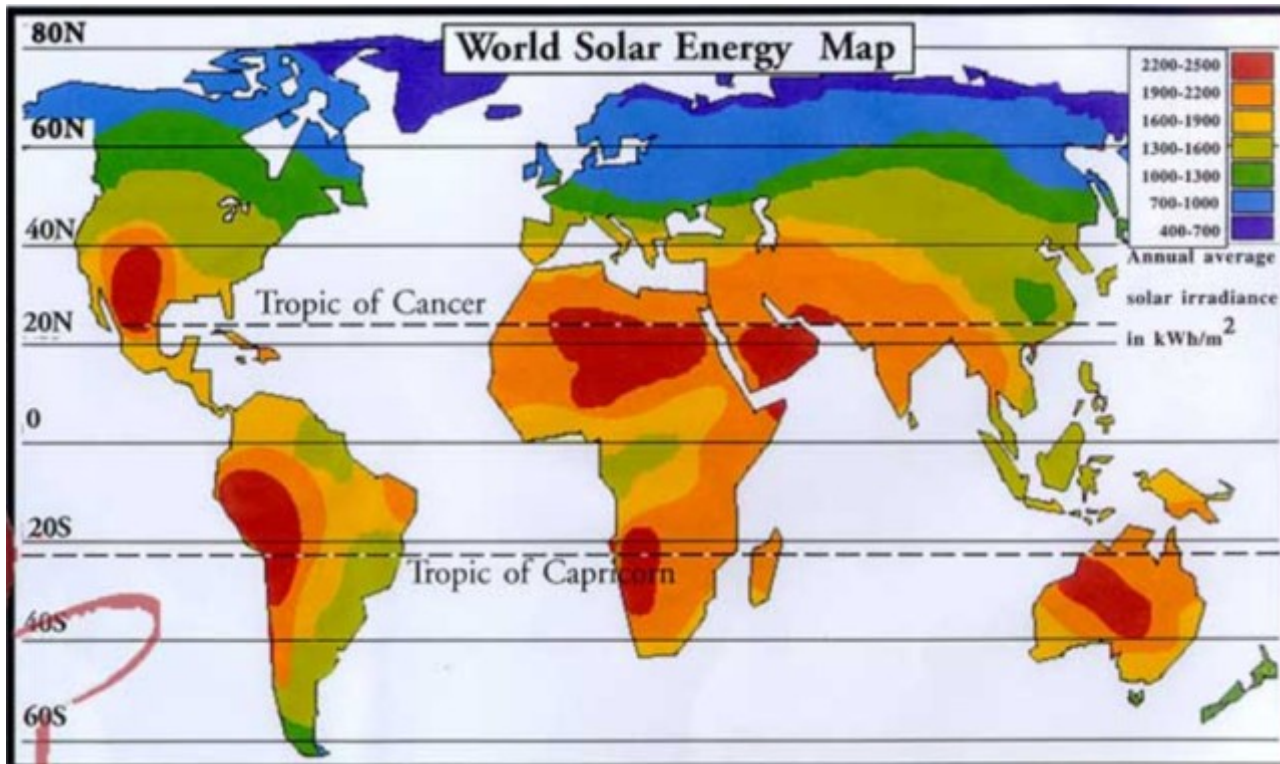 World Solar Energy Map
80N
60N
40N
20N
0
20S
40S
60S
Tropic of Cancer
Tropic of Capricorn
2200-2500
1900-2200
1600-1900
1300-1600
1000-1300
700-1000
400-700
Annual average
solar irradiance
in kWh/m2